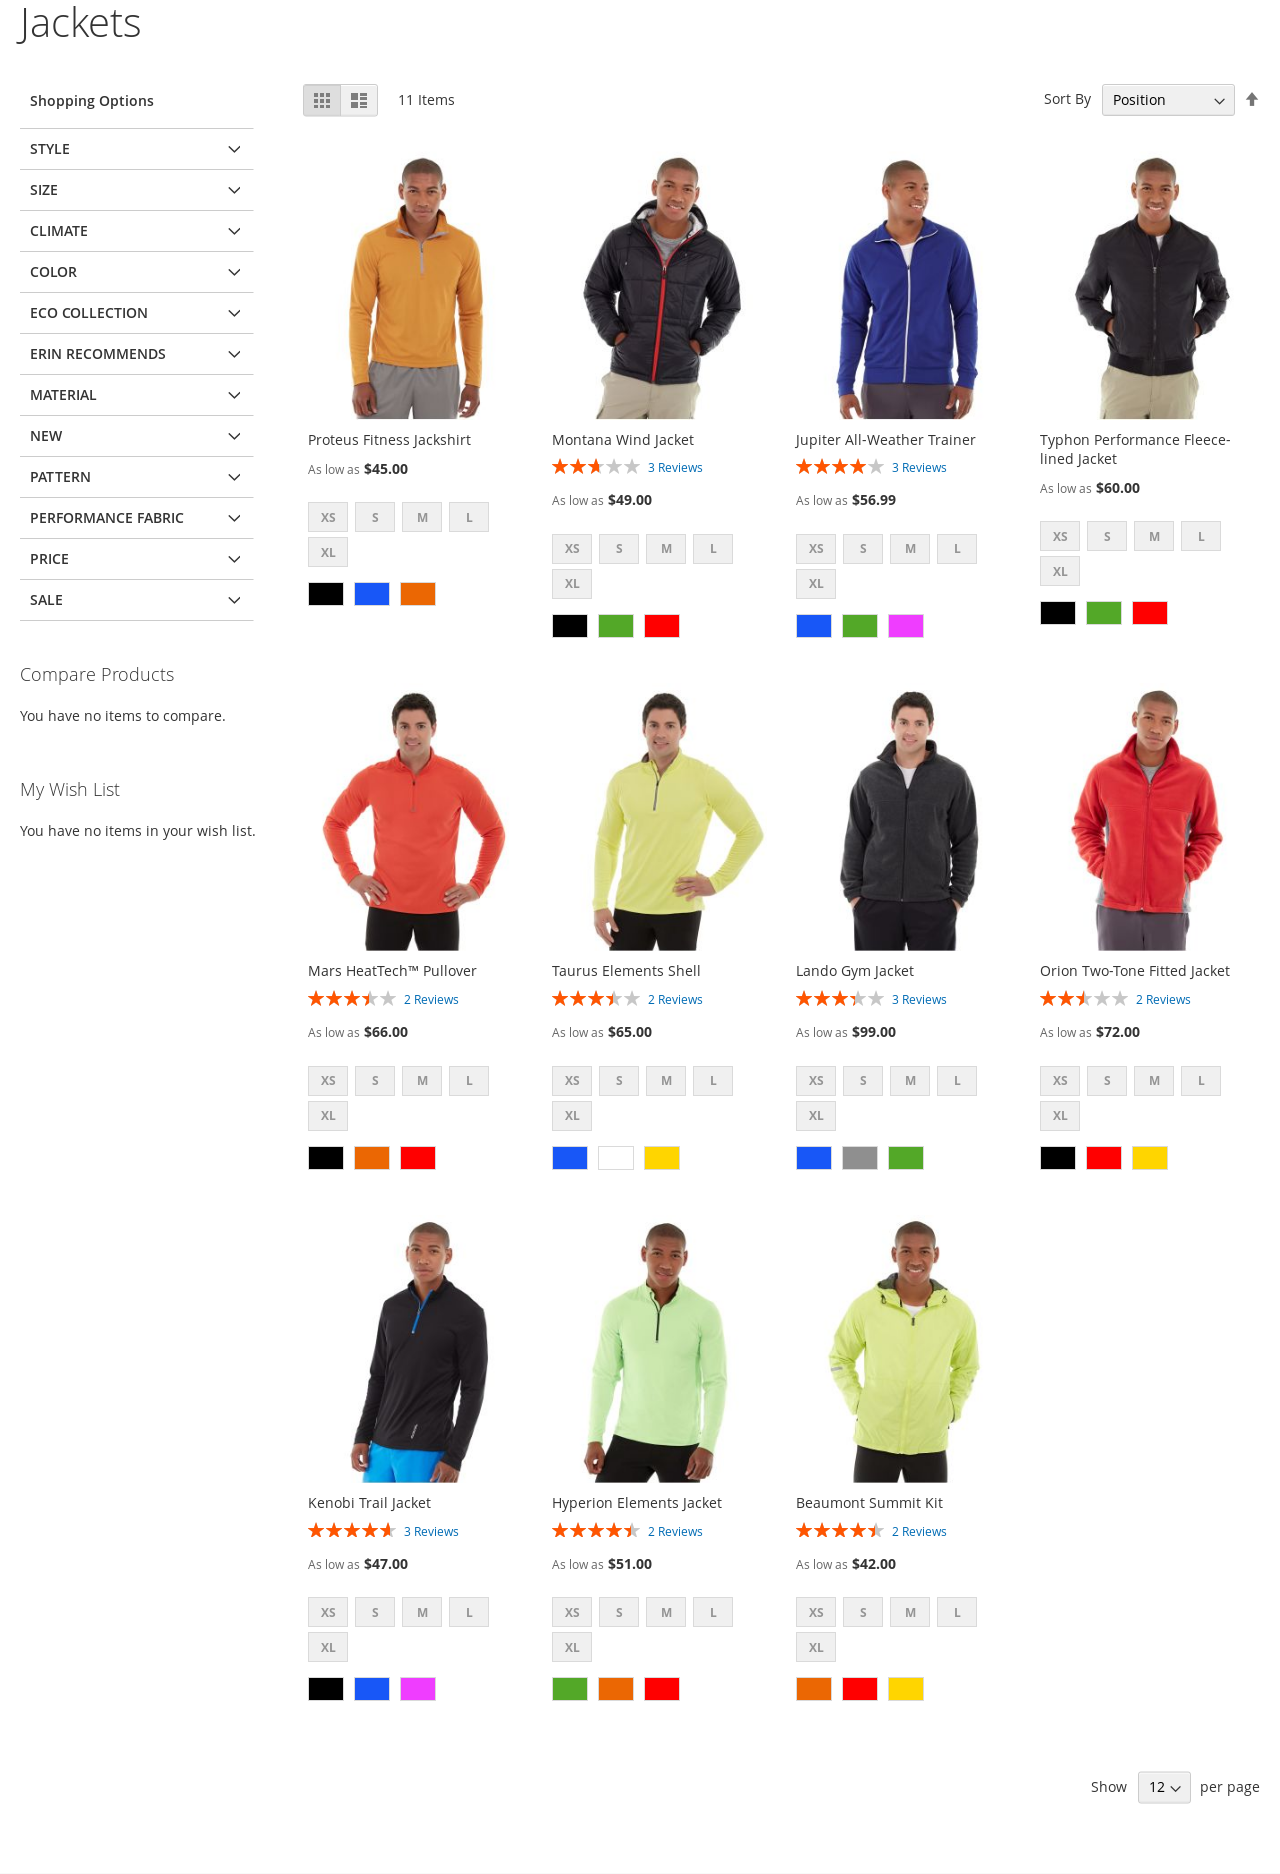 Jackets
Shopping Options
STYLE
SIZE
CLIMATE
COLOR
ECO COLLECTION
ERIN RECOMMENDS
MATERIAL
NEW
PATTERN
PERFORMANCE FABRIC
PRICE
SALE
Compare Products
You have no items to compare.
My Wish List
You have no items in your wish list.
11 Items
Sort By Position
Proteus Fitness Jackshirt
As low as $45.00
XS S M L
XL
Montana Wind Jacket
3 Reviews
As low as $49.00
XS S M L
XL
Jupiter All-Weather Trainer
3 Reviews
As low as $56.99
XS S M L
XL
Typhon Performance Fleece-
lined Jacket
As low as $60.00
XS S M L
XL
Mars HeatTech™ Pullover
2 Reviews
As low as $66.00
XS S M L
XL
Taurus Elements Shell
2 Reviews
As low as $65.00
XS S M L
XL
Lando Gym Jacket
3 Reviews
As low as $99.00
XS S M L
XL
Orion Two-Tone Fitted Jacket
2 Reviews
As low as $72.00
XS S M L
XL
Kenobi Trail Jacket
3 Reviews
As low as $47.00
XS S M L
XL
Hyperion Elements Jacket
2 Reviews
As low as $51.00
XS S M L
XL
Beaumont Summit Kit
2 Reviews
As low as $42.00
XS S M L
XL
Show 12 per page